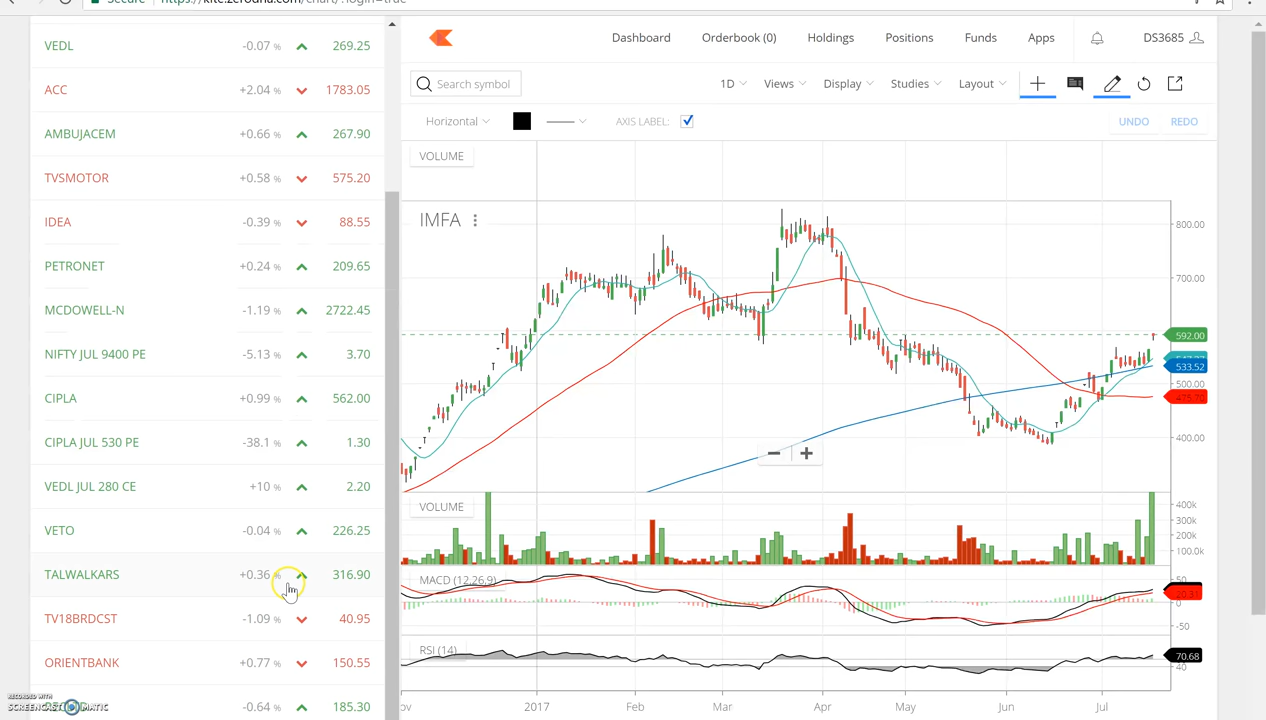 Secure https://kite.zerodha.com/chart/?login=true
VEDL -0.07 % 269.25
ACC +2.04 % 1783.05
AMBUJACEM +0.66 % 267.90
TVSMOTOR +0.58 % 575.20
IDEA -0.39 % 88.55
PETRONET +0.24 % 209.65
MCDOWELL-N -1.19 % 2722.45
NIFTY JUL 9400 PE -5.13 % 3.70
CIPLA +0.99 % 562.00
CIPLA JUL 530 PE -38.1 % 1.30
VEDL JUL 280 CE +10 % 2.20
VETO -0.04 % 226.25
TALWALKARS +0.36 % 316.90
TV18BRDCST -1.09 % 40.95
ORIENTBANK +0.77 % 150.55
-0.64 % 185.30
RECORDED WITH
SCREENCAST MATIC
Dashboard Orderbook (0) Holdings Positions Funds Apps DS3685
Search symbol 1D Views Display Studies Layout
Horizontal AXIS LABEL: UNDO REDO
VOLUME
IMFA
800.00
700.00
592.00
533.52
500.00
475.70
400.00
VOLUME
400k
300k
200k
100.0k
MACD (12,26,9)
50
20.31
0
-50
RSI (14)
70.68
40
ov 2017 Feb Mar Apr May Jun Jul